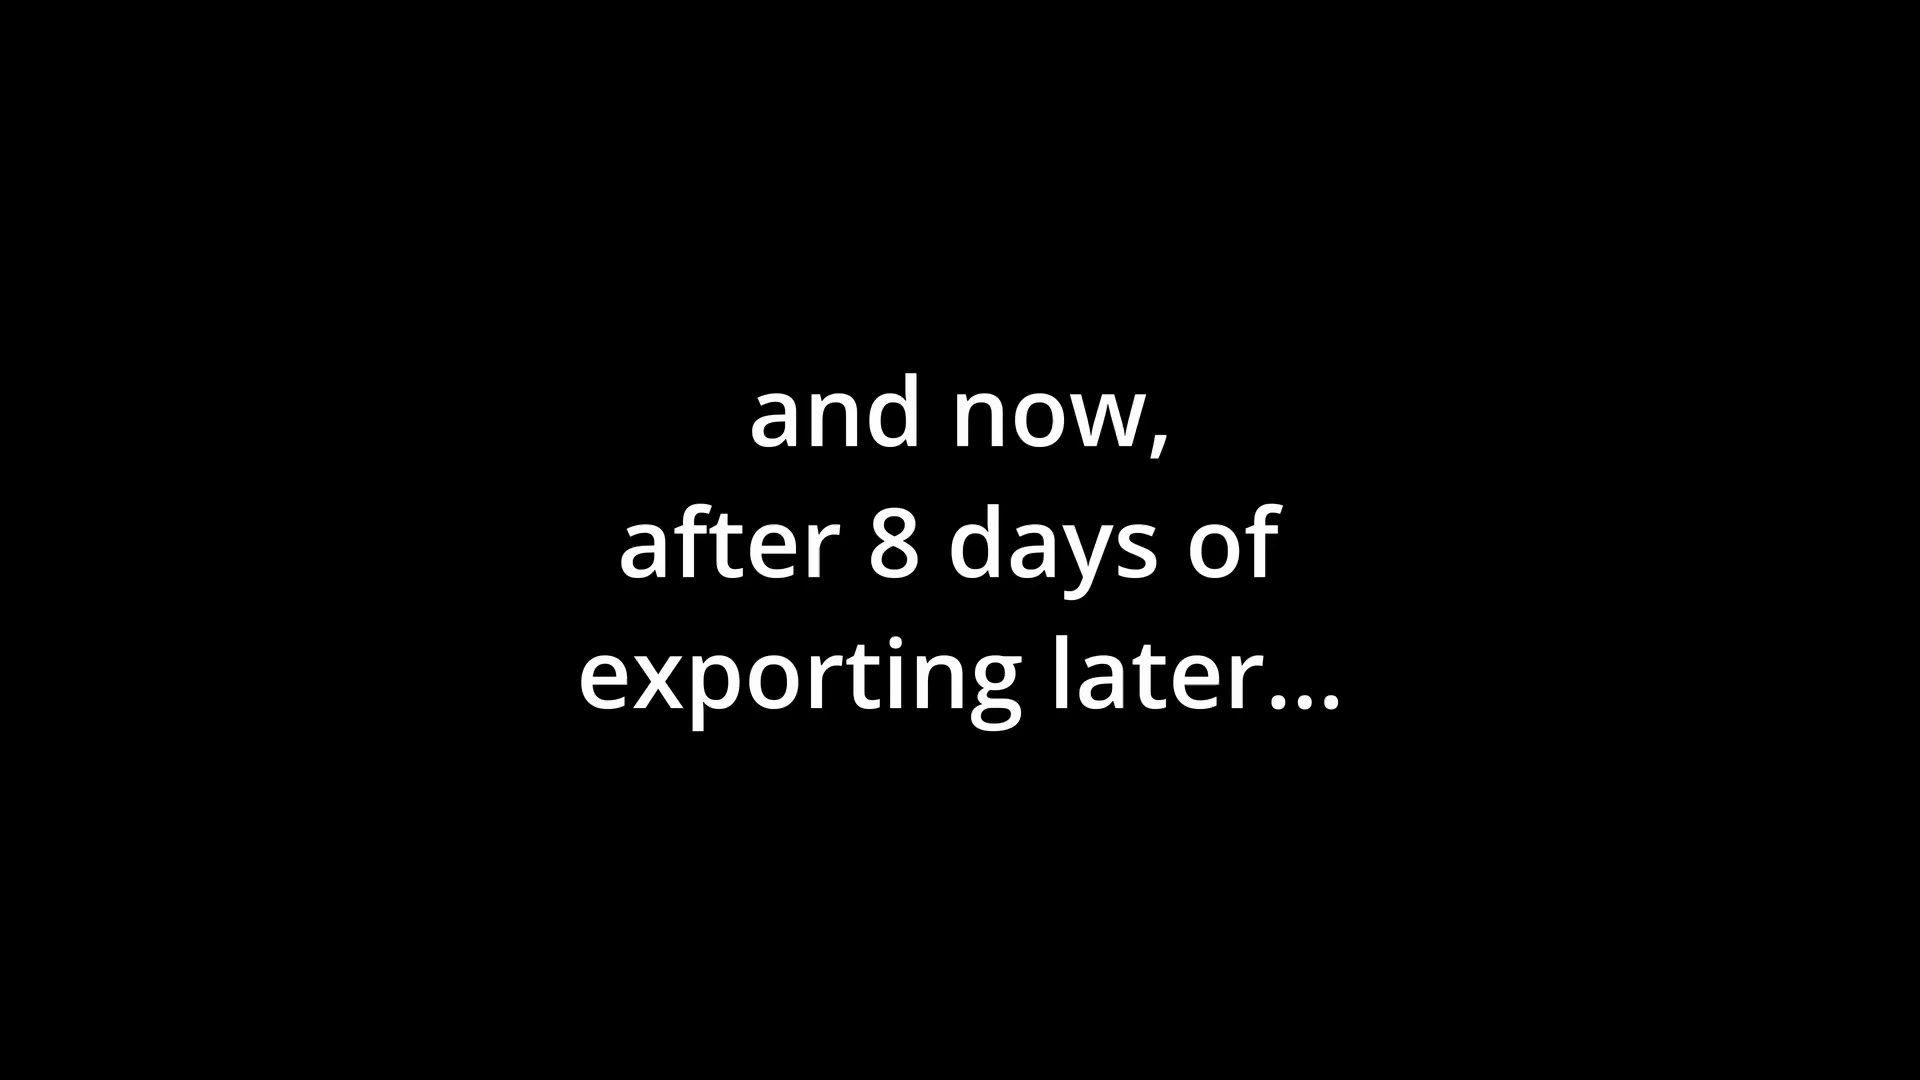 and now,
after 8 days of
exporting later...